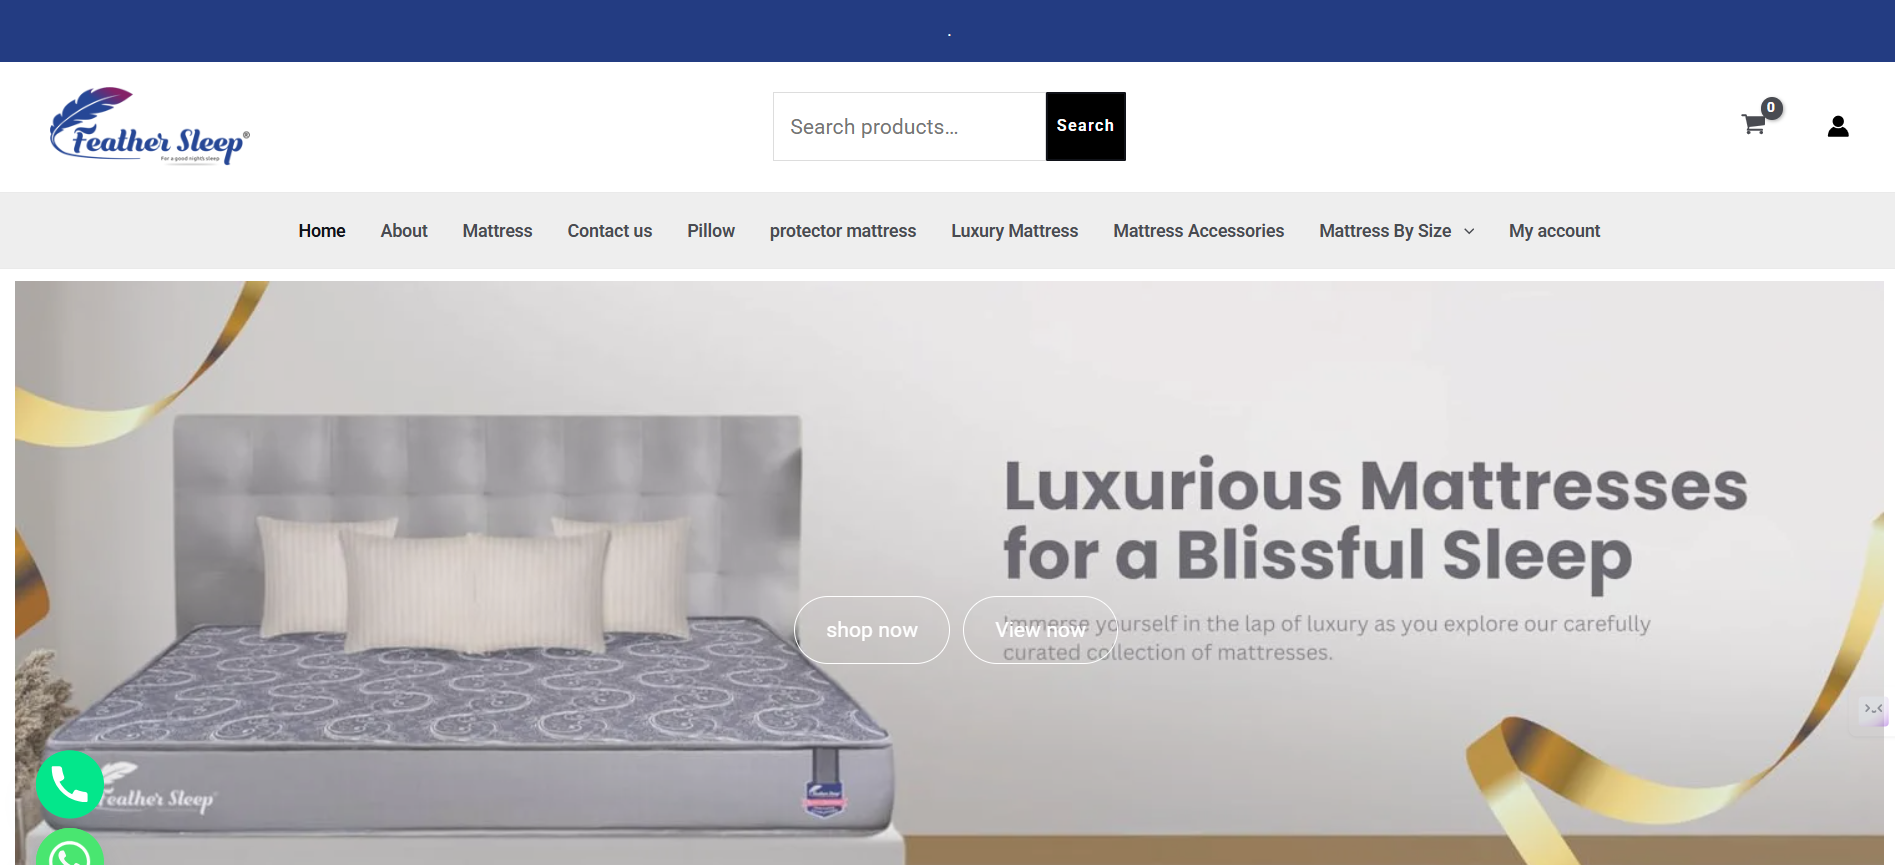 .
Feather Sleep®
For a good night's sleep
Search products...
Search
0
Home About Mattress Contact us Pillow protector mattress Luxury Mattress Mattress Accessories Mattress By Size My account
Luxurious Mattresses
for a Blissful Sleep
shop now
View now
Immerse yourself in the lap of luxury as you explore our carefully
curated collection of mattresses.
Feather Sleep
Feather Sleep